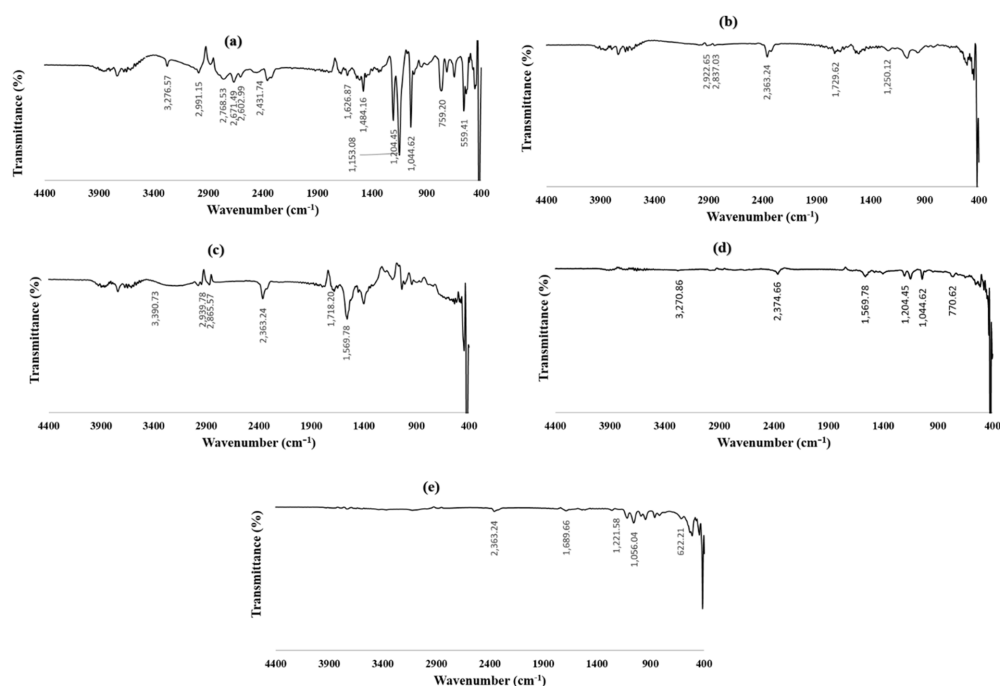 (a)
Transmittance (%)
3,276.57
2,991.15
2,768.53
2,671.49
2,602.99
2,431.74
1,626.87
1,484.16
1,153.08
1,204.45
1,044.62
759.20
559.41
4400 3900 3400 2900 2400 1900 1400 900 400
Wavenumber (cm⁻¹)
(b)
Transmittance (%)
2,922.65
2,837.03
2,363.24
1,729.62
1,250.12
4400 3900 3400 2900 2400 1900 1400 900 400
Wavenumber (cm⁻¹)
(c)
Transmittance (%)
3,390.73
2,939.78
2,865.57
2,363.24
1,718.20
1,569.78
4400 3900 3400 2900 2400 1900 1400 900 400
Wavenumber (cm⁻¹)
(d)
Transmittance (%)
3,270.86
2,374.66
1,569.78
1,204.45
1,044.62
770.62
4400 3900 3400 2900 2400 1900 1400 900 400
Wavenumber (cm⁻¹)
(e)
Transmittance (%)
2,363.24
1,689.66
1,221.58
1,056.04
622.21
4400 3900 3400 2900 2400 1900 1400 900 400
Wavenumber (cm⁻¹)